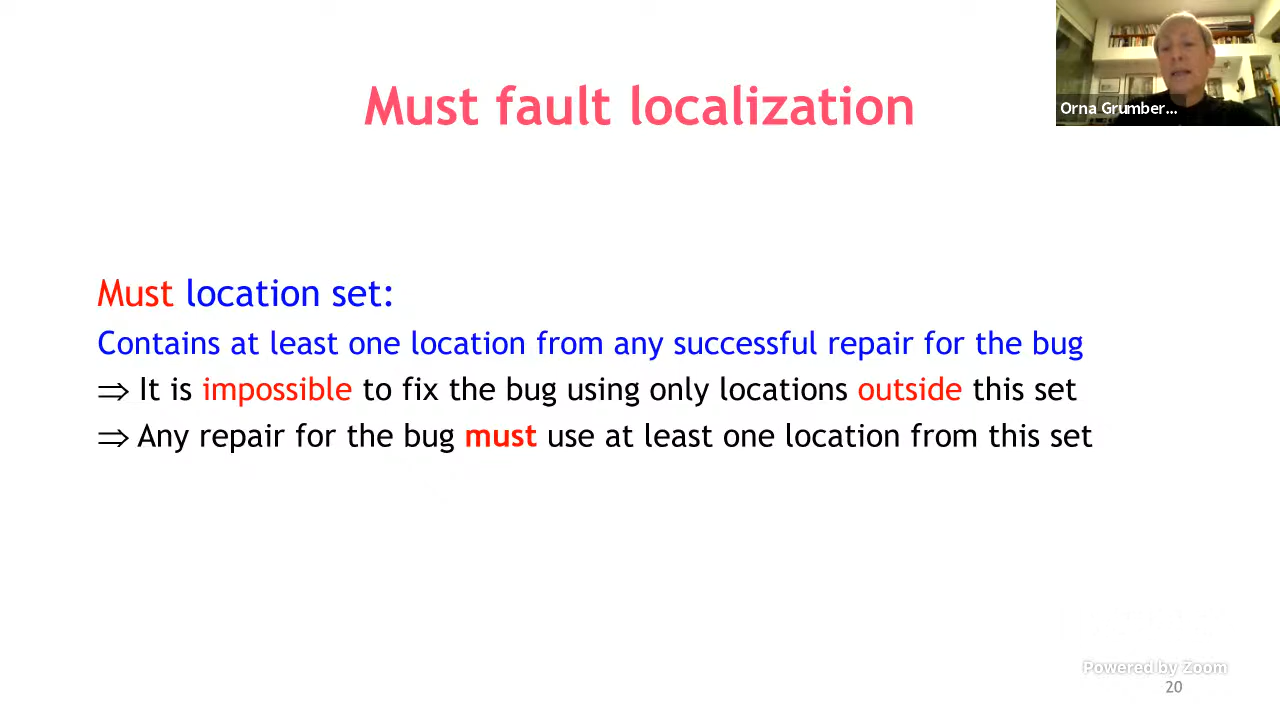 Must fault localization
Orna Grumber...
Must location set:
Contains at least one location from any successful repair for the bug
⇒ It is impossible to fix the bug using only locations outside this set
⇒ Any repair for the bug must use at least one location from this set
Powered by Zoom
20